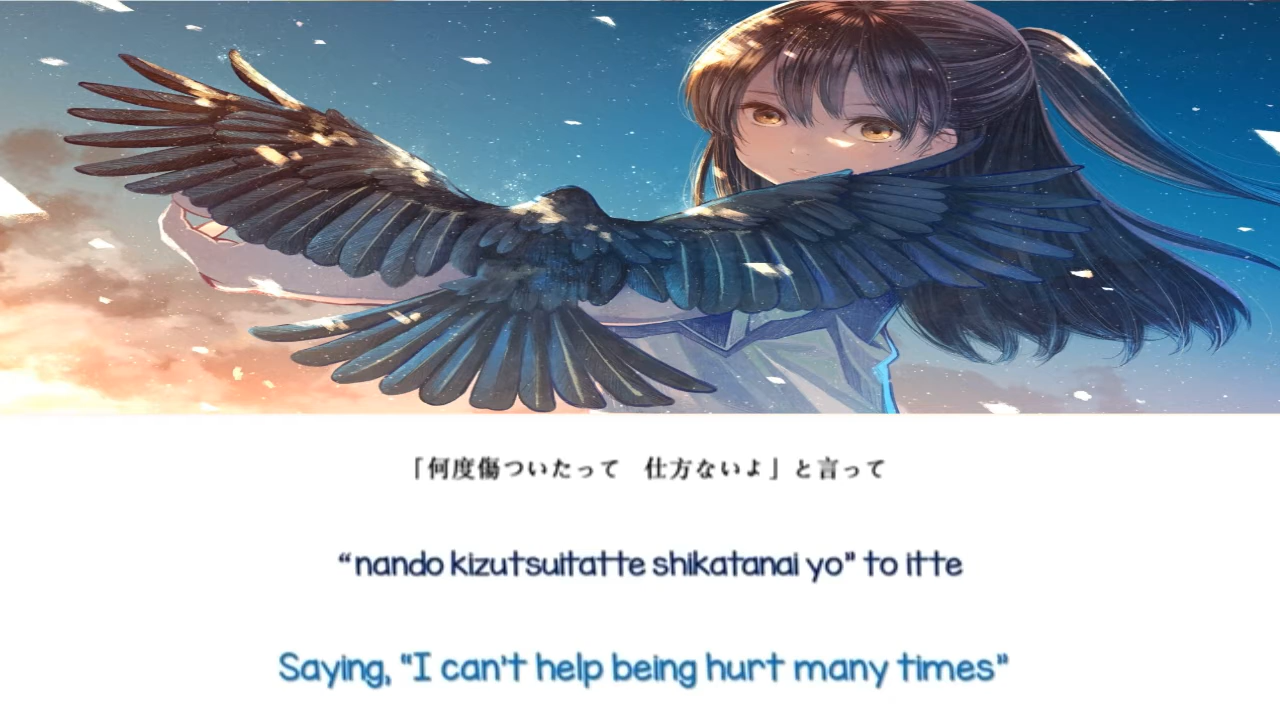 「何度傷ついたって　仕方ないよ」と言って
“nando kizutsuitatte shikatanai yo” to itte
Saying, “I can't help being hurt many times”